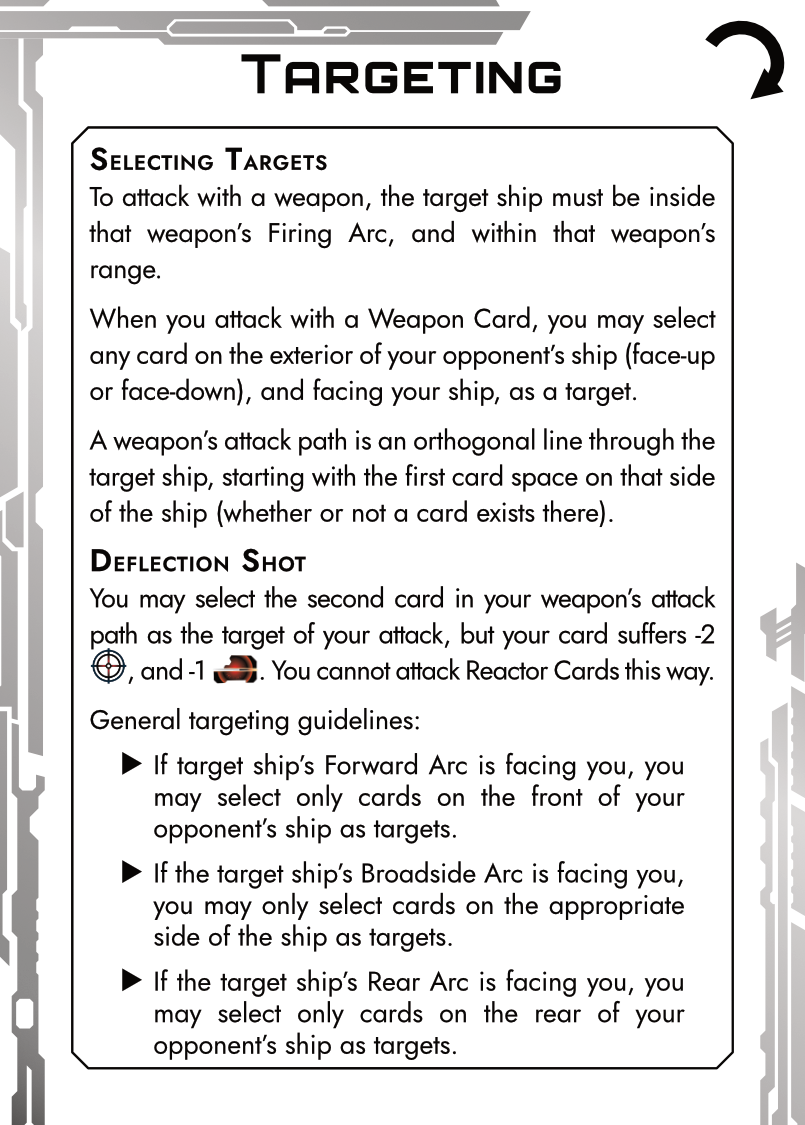 TARGETING
SELECTING TARGETS
To attack with a weapon, the target ship must be inside
that weapon's Firing Arc, and within that weapon's
range.
When you attack with a Weapon Card, you may select
any card on the exterior of your opponent's ship (face-up
or face-down), and facing your ship, as a target.
A weapon's attack path is an orthogonal line through the
target ship, starting with the first card space on that side
of the ship (whether or not a card exists there).
DEFLECTION SHOT
You may select the second card in your weapon's attack
path as the target of your attack, but your card suffers -2
, and -1 . You cannot attack Reactor Cards this way.
General targeting guidelines:
▶ If target ship's Forward Arc is facing you, you
may select only cards on the front of your
opponent's ship as targets.
▶ If the target ship's Broadside Arc is facing you,
you may only select cards on the appropriate
side of the ship as targets.
▶ If the target ship's Rear Arc is facing you, you
may select only cards on the rear of your
opponent's ship as targets.